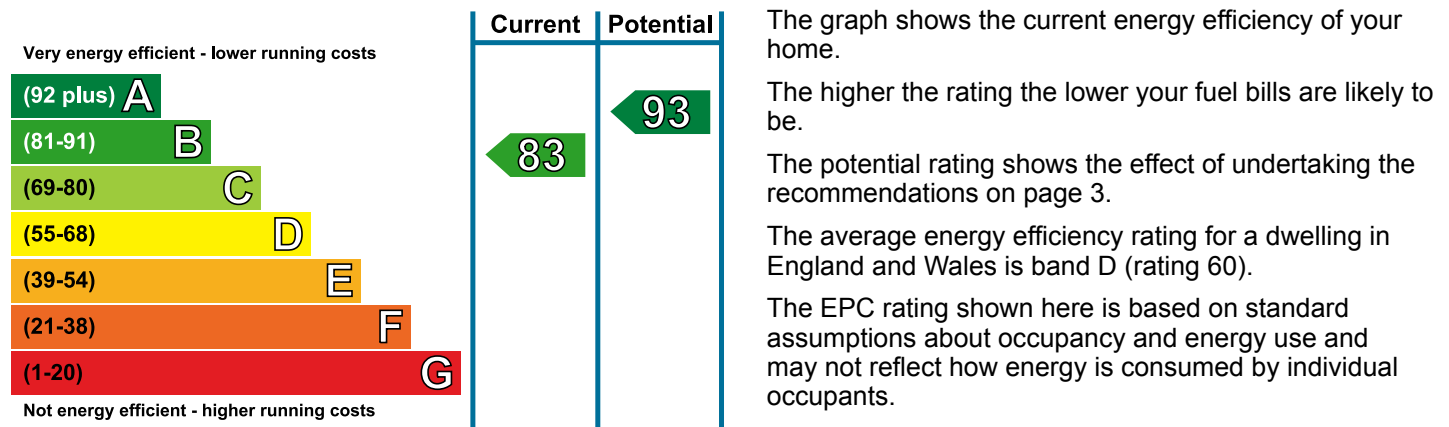 Current Potential
Very energy efficient - lower running costs
(92 plus) A
(81-91) B
(69-80) C
(55-68) D
(39-54) E
(21-38) F
(1-20) G
Not energy efficient - higher running costs
83
93
The graph shows the current energy efficiency of your
home.
The higher the rating the lower your fuel bills are likely to
be.
The potential rating shows the effect of undertaking the
recommendations on page 3.
The average energy efficiency rating for a dwelling in
England and Wales is band D (rating 60).
The EPC rating shown here is based on standard
assumptions about occupancy and energy use and
may not reflect how energy is consumed by individual
occupants.